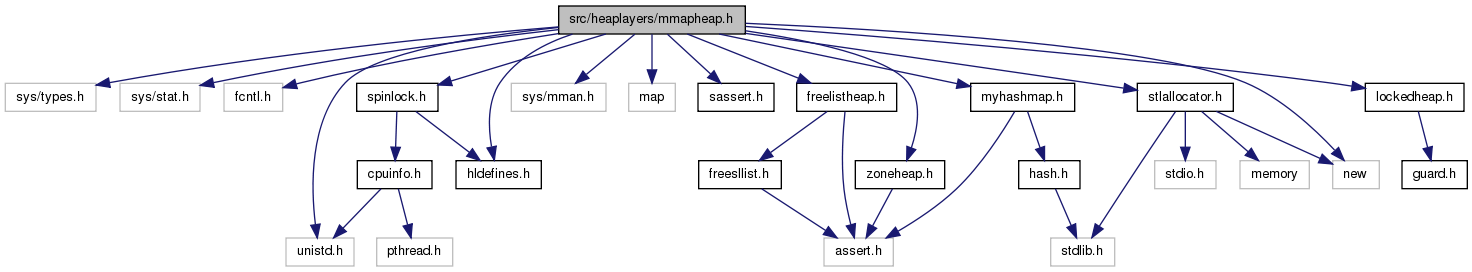 src/heaplayers/mmapheap.h
sys/types.h
sys/stat.h
fcntl.h
spinlock.h
sys/mman.h
map
sassert.h
freelistheap.h
myhashmap.h
stlallocator.h
lockedheap.h
cpuinfo.h
hldefines.h
freesllist.h
zoneheap.h
hash.h
stdio.h
memory
new
guard.h
unistd.h
pthread.h
assert.h
stdlib.h